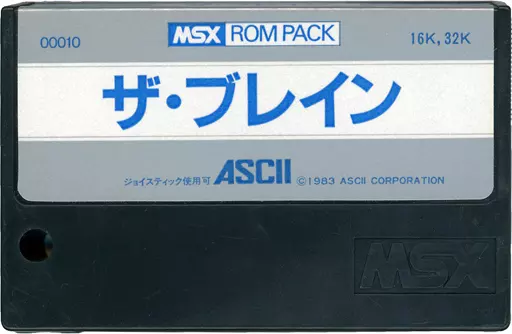 00010 MSX ROM PACK 16K, 32K
ザ・ブレイン
ジョイスティック使用可 ASCII ©1983 ASCII CORPORATION
MSX